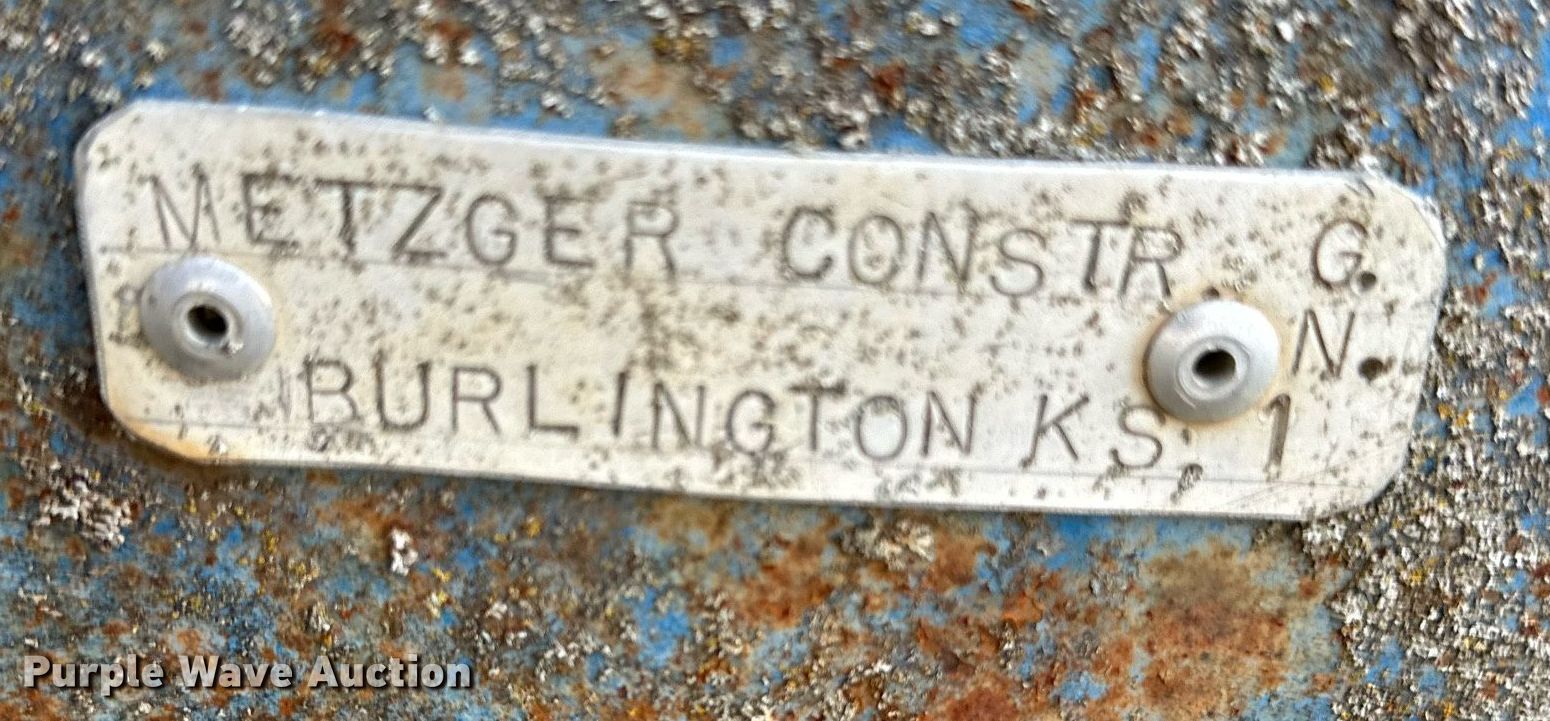 METZGER CONSTR. G.
N.
BURLINGTON KS. 1
Purple Wave Auction